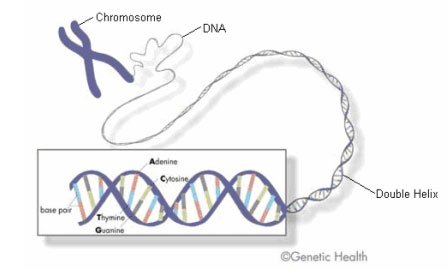 Chromosome
DNA
Adenine
Cytosine
Double Helix
base pair
Thymine
Guanine
©Genetic Health